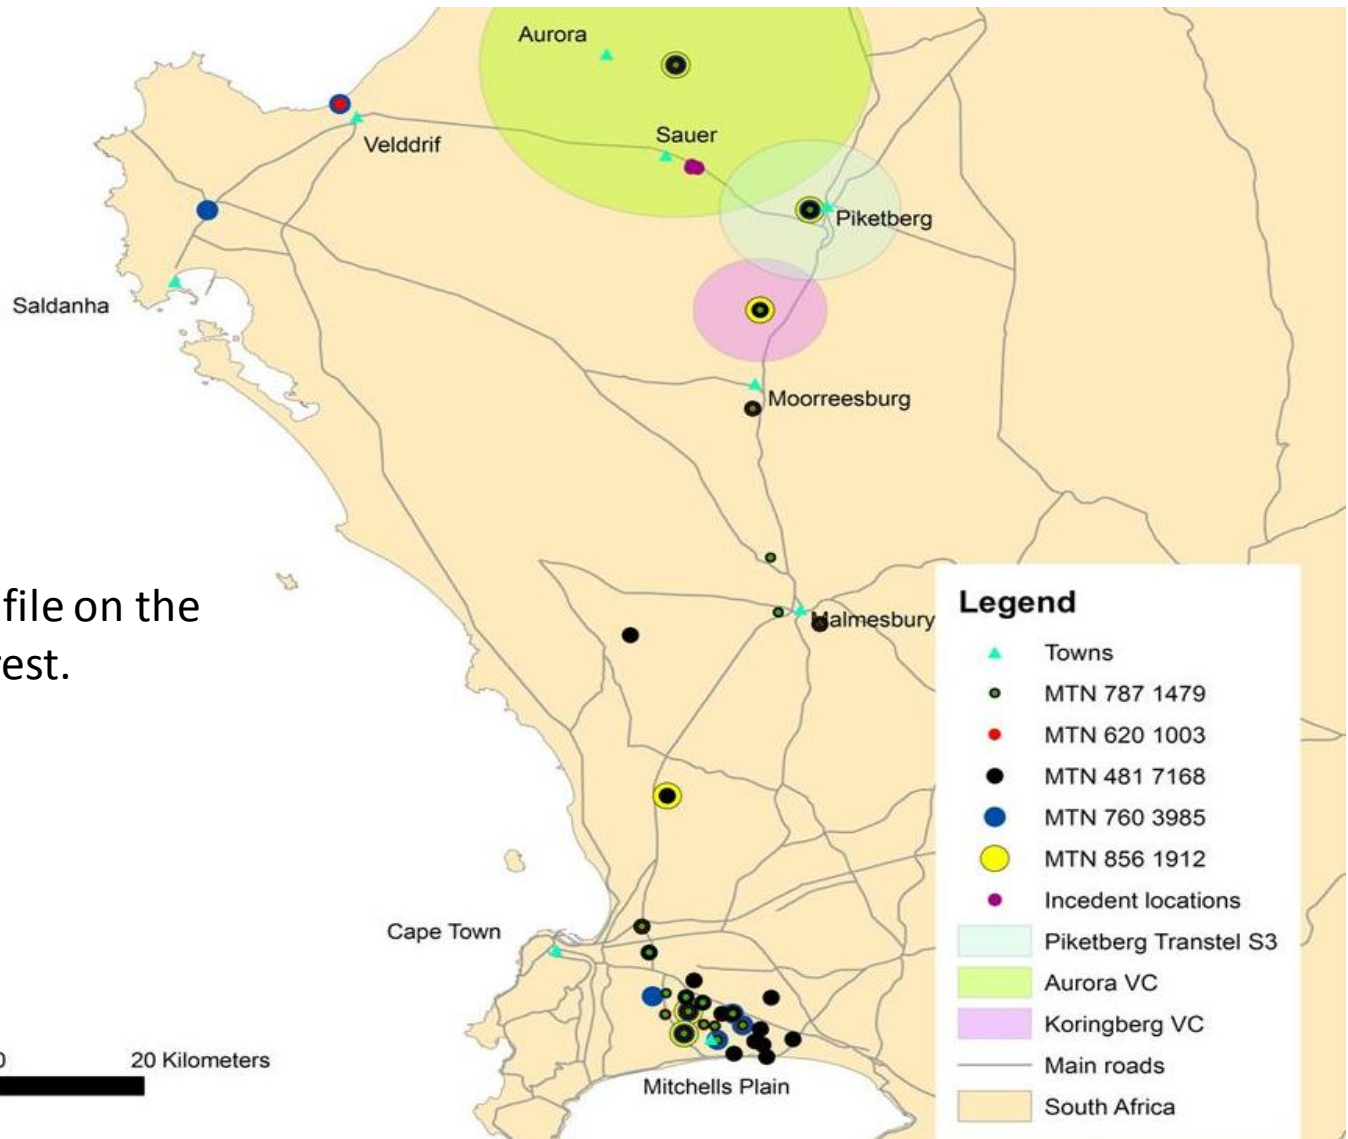 Aurora
Sauer
Velddrif
Piketberg
Saldanha
Moorreesburg
file on the
rest.
Malmesbury
Cape Town
Mitchells Plain
0 20 Kilometers
Legend
Towns
MTN 787 1479
MTN 620 1003
MTN 481 7168
MTN 760 3985
MTN 856 1912
Incedent locations
Piketberg Transtel S3
Aurora VC
Koringberg VC
Main roads
South Africa